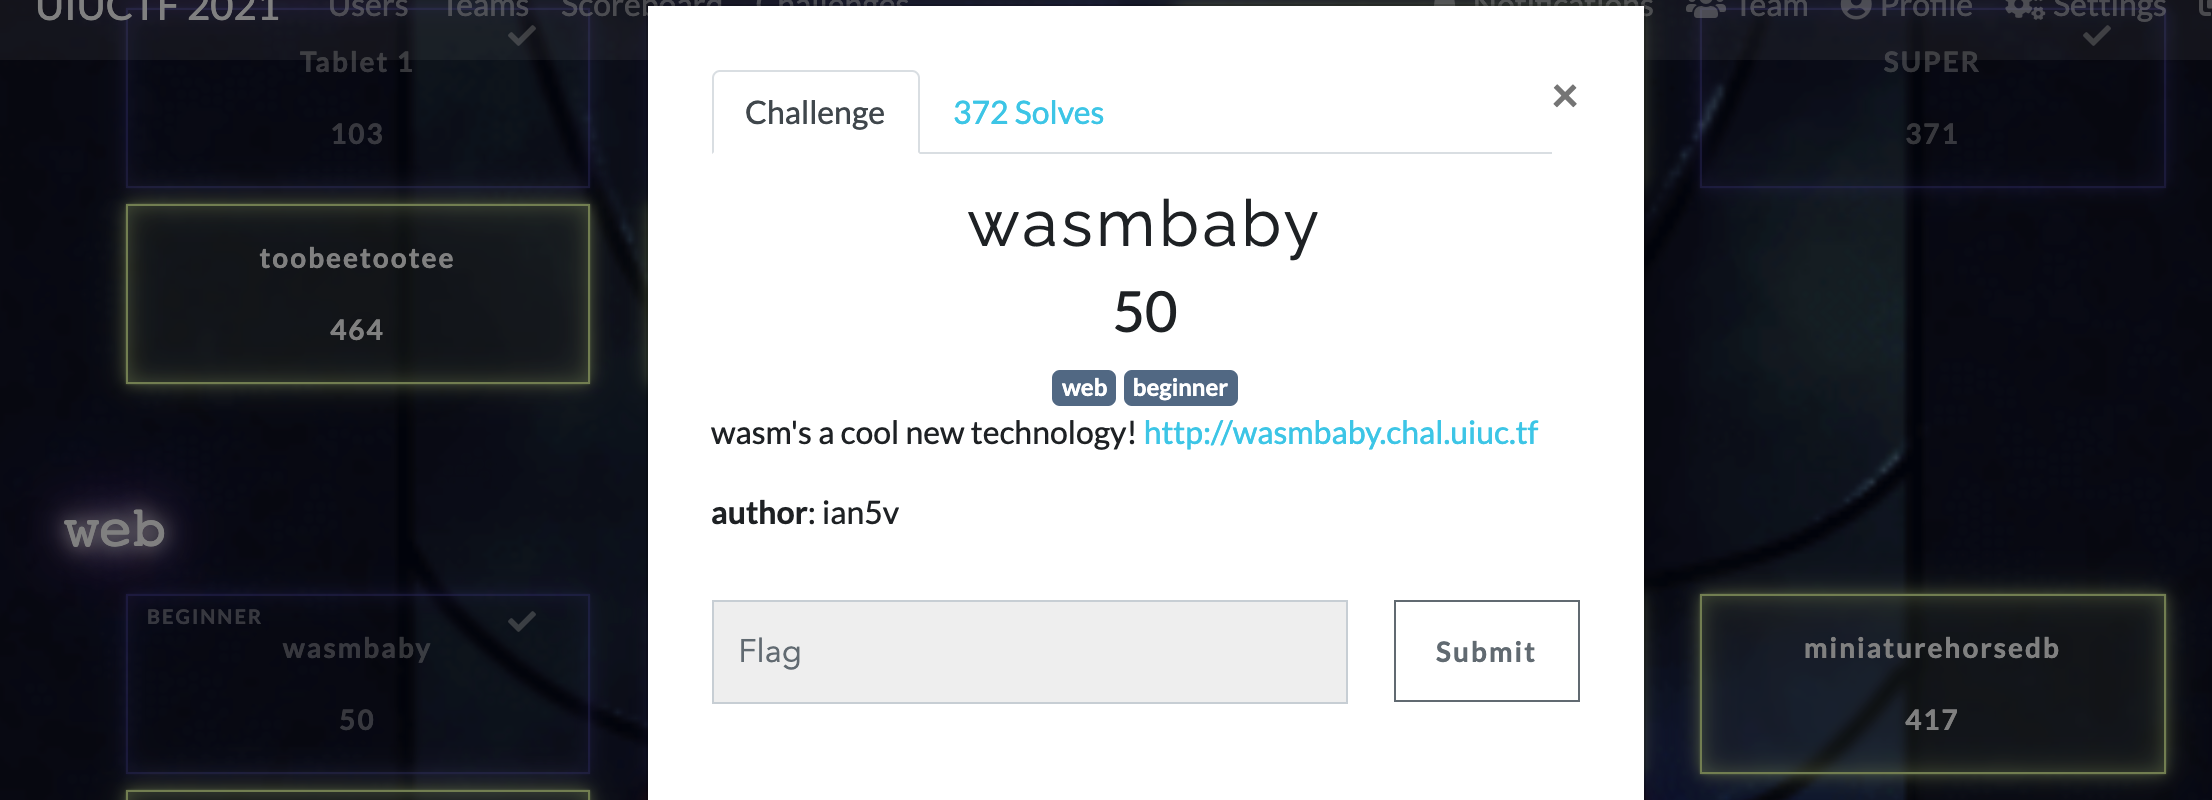 UIUCTF 2021 Users Teams Scoreboard Challenges Notifications Team Profile Settings
Tablet 1
103
SUPER
371
toobeetootee
464
web
BEGINNER
wasmbaby
50
Challenge
372 Solves
×
wasmbaby
50
web beginner
wasm's a cool new technology! http://wasmbaby.chal.uiuc.tf
author: ian5v
Flag
Submit
miniaturehorsedb
417